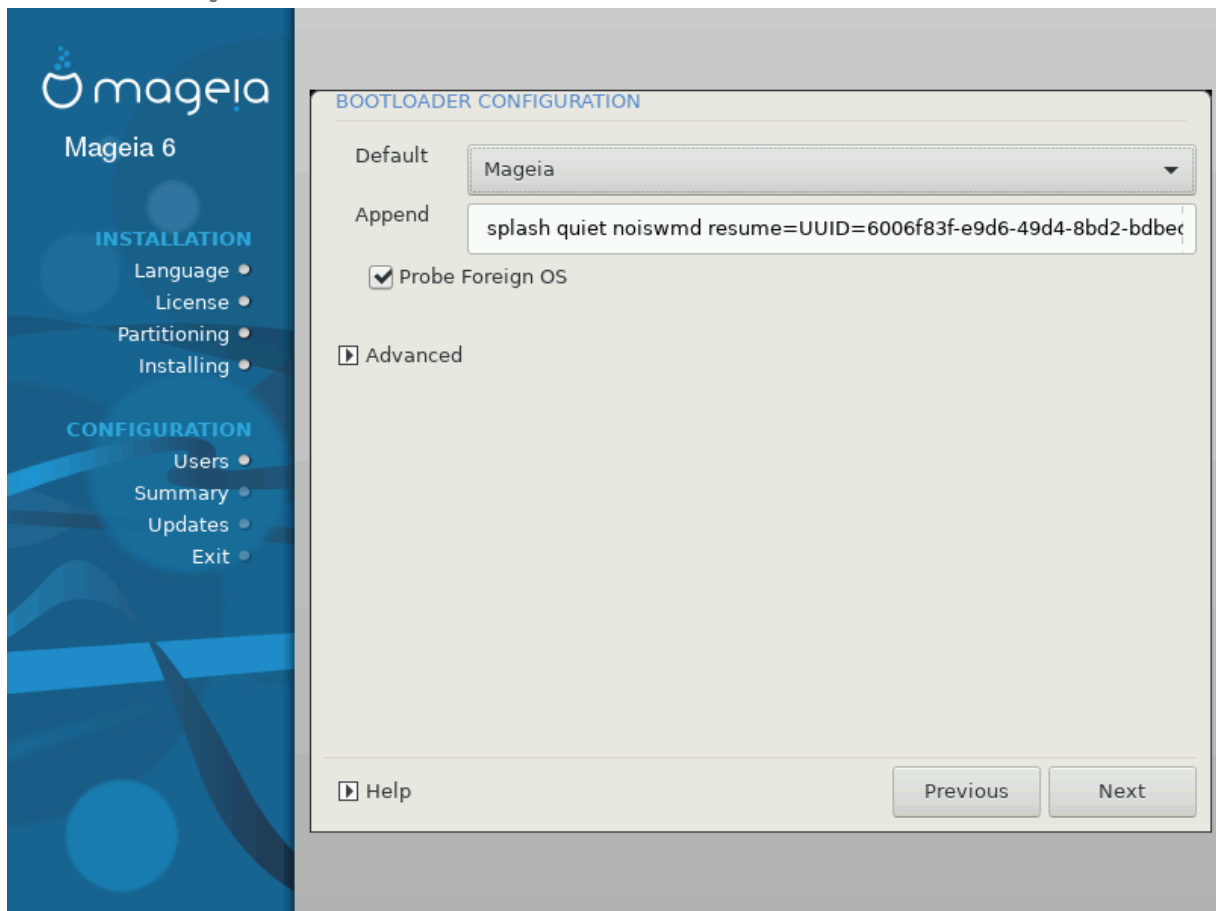 mageia
Mageia 6
INSTALLATION
Language
License
Partitioning
Installing
CONFIGURATION
Users
Summary
Updates
Exit
BOOTLOADER CONFIGURATION
Default
Mageia
Append
splash quiet noiswmd resume=UUID=6006f83f-e9d6-49d4-8bd2-bdbec
Probe Foreign OS
Advanced
Help
Previous
Next